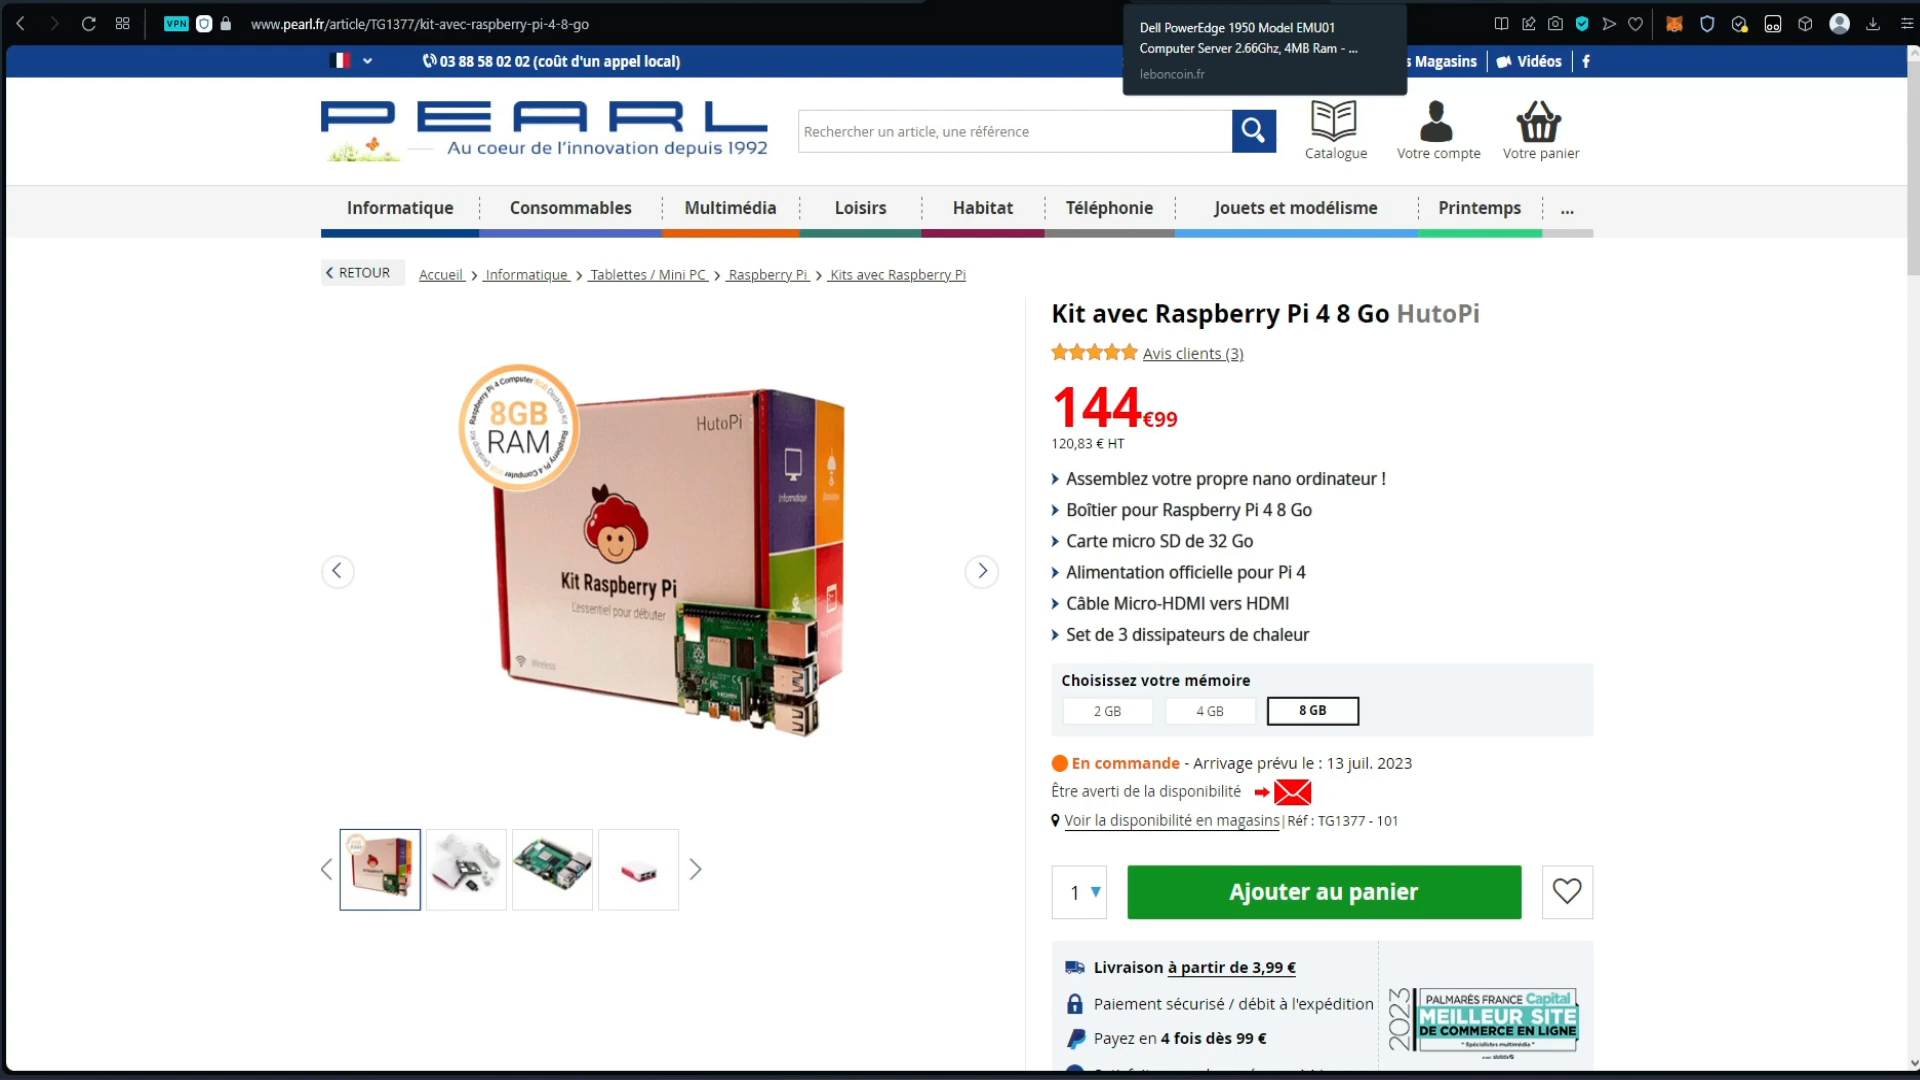 VPN
www.pearl.fr/article/TG1377/kit-avec-raspberry-pi-4-8-go
Dell PowerEdge 1950 Model EMU01
Computer Server 2.66Ghz, 4MB Ram - ...
leboncoin.fr
03 88 58 02 02 (coût d'un appel local)
s Magasins
Vidéos
PEARL
Au coeur de l'innovation depuis 1992
Rechercher un article, une référence
Catalogue
Votre compte
Votre panier
Informatique
Consommables
Multimédia
Loisirs
Habitat
Téléphonie
Jouets et modélisme
Printemps
...
RETOUR
Accueil > Informatique > Tablettes / Mini PC > Raspberry Pi > Kits avec Raspberry Pi
Kit avec Raspberry Pi 4 8 Go HutoPi
Avis clients (3)
144€99
120,83 € HT
Assemblez votre propre nano ordinateur !
Boîtier pour Raspberry Pi 4 8 Go
Carte micro SD de 32 Go
Alimentation officielle pour Pi 4
Câble Micro-HDMI vers HDMI
Set de 3 dissipateurs de chaleur
Raspberry Pi 4 Computer
8GB
RAM
HutoPi
Informatique
Kit Raspberry Pi
L'essentiel pour débuter
Wireless
Choisissez votre mémoire
2 GB
4 GB
8 GB
En commande - Arrivage prévu le : 13 juil. 2023
Être averti de la disponibilité
Voir la disponibilité en magasins|Réf : TG1377 - 101
1
Ajouter au panier
Livraison à partir de 3,99 €
Paiement sécurisé / débit à l'expédition
Payez en 4 fois dès 99 €
2023
PALMARÈS FRANCE Capital
MEILLEUR SITE
DE COMMERCE EN LIGNE
* Spécialistes multimédia *